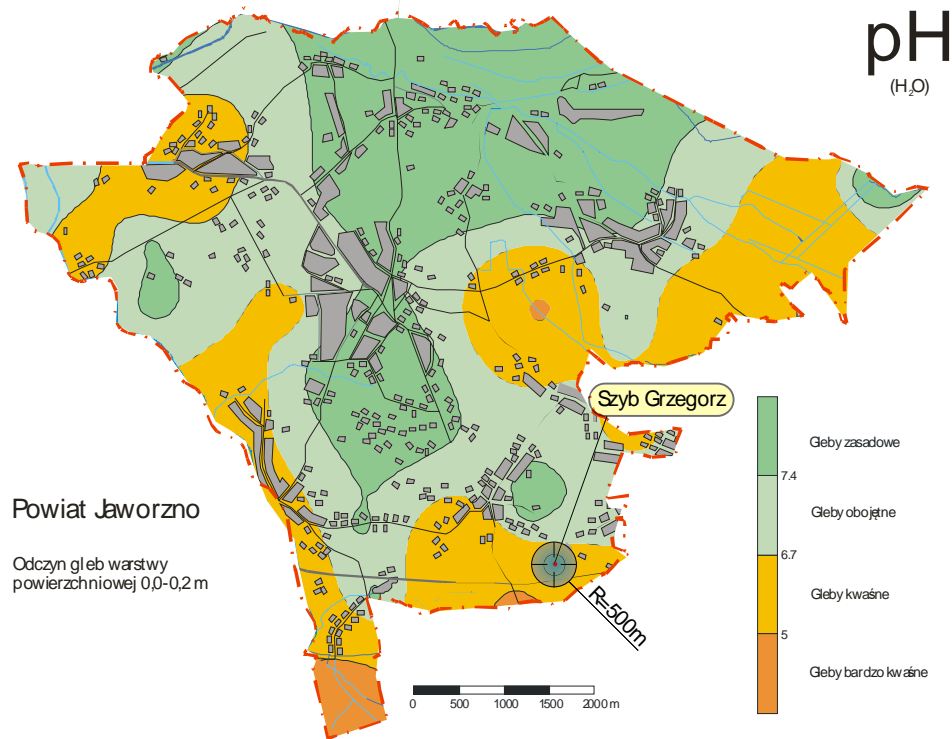 pH
(H₂O)
Szyb Grzegorz
Gleby zasadowe
7.4
Gleby obojętne
6.7
Gleby kwaśne
5
Gleby bardzo kwaśne
Powiat Jaworzno
Odczyn gleb warstwy
powierzchniowej 0,0-0,2 m
R=500m
0 500 1000 1500 2000 m